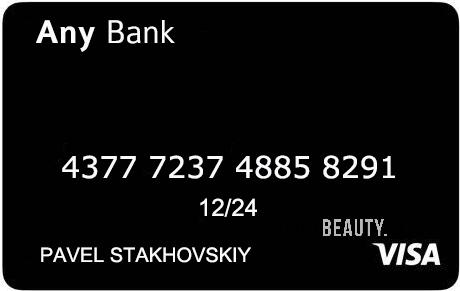 Any Bank
4377 7237 4885 8291
12/24
BEAUTY.
PAVEL STAKHOVSKIY
VISA